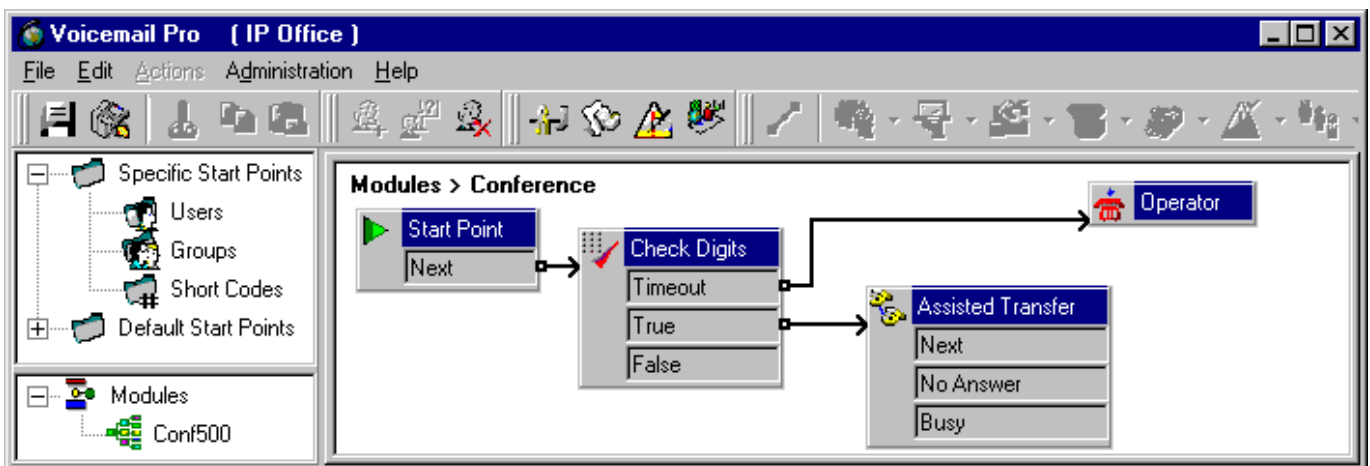 Voicemail Pro ( IP Office )
File Edit Actions Administration Help
Specific Start Points
Users
Groups
Short Codes
Default Start Points
Modules
Conf500
Modules > Conference
Start Point
Next
Check Digits
Timeout
True
False
Operator
Assisted Transfer
Next
No Answer
Busy